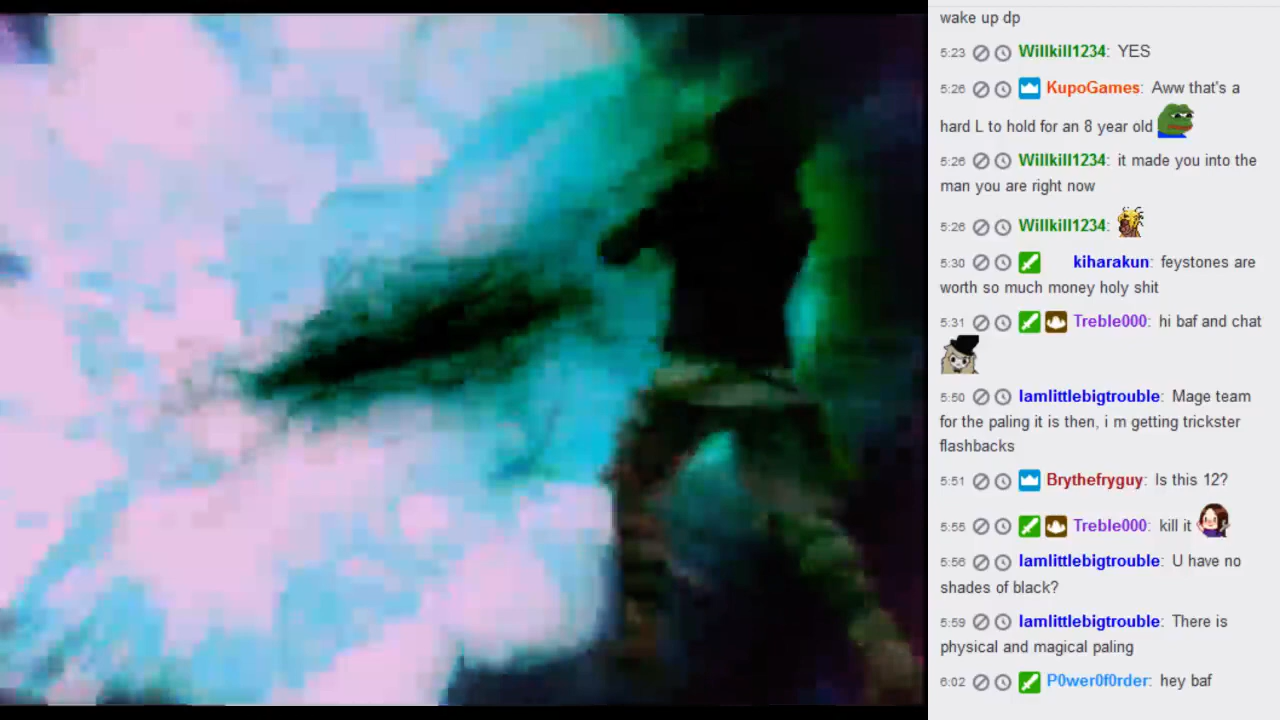 wake up dp
5:23 Willkill1234: YES
5:26 KupoGames: Aww that's a
hard L to hold for an 8 year old
5:26 Willkill1234: it made you into the
man you are right now
5:26 Willkill1234:
5:30 kiharakun: feystones are
worth so much money holy shit
5:31 Treble000: hi baf and chat
5:50 Iamlittlebigtrouble: Mage team
for the paling it is then, i m getting trickster
flashbacks
5:51 Brythefryguy: Is this 12?
5:55 Treble000: kill it
5:56 Iamlittlebigtrouble: U have no
shades of black?
5:59 Iamlittlebigtrouble: There is
physical and magical paling
6:02 P0wer0f0rder: hey baf